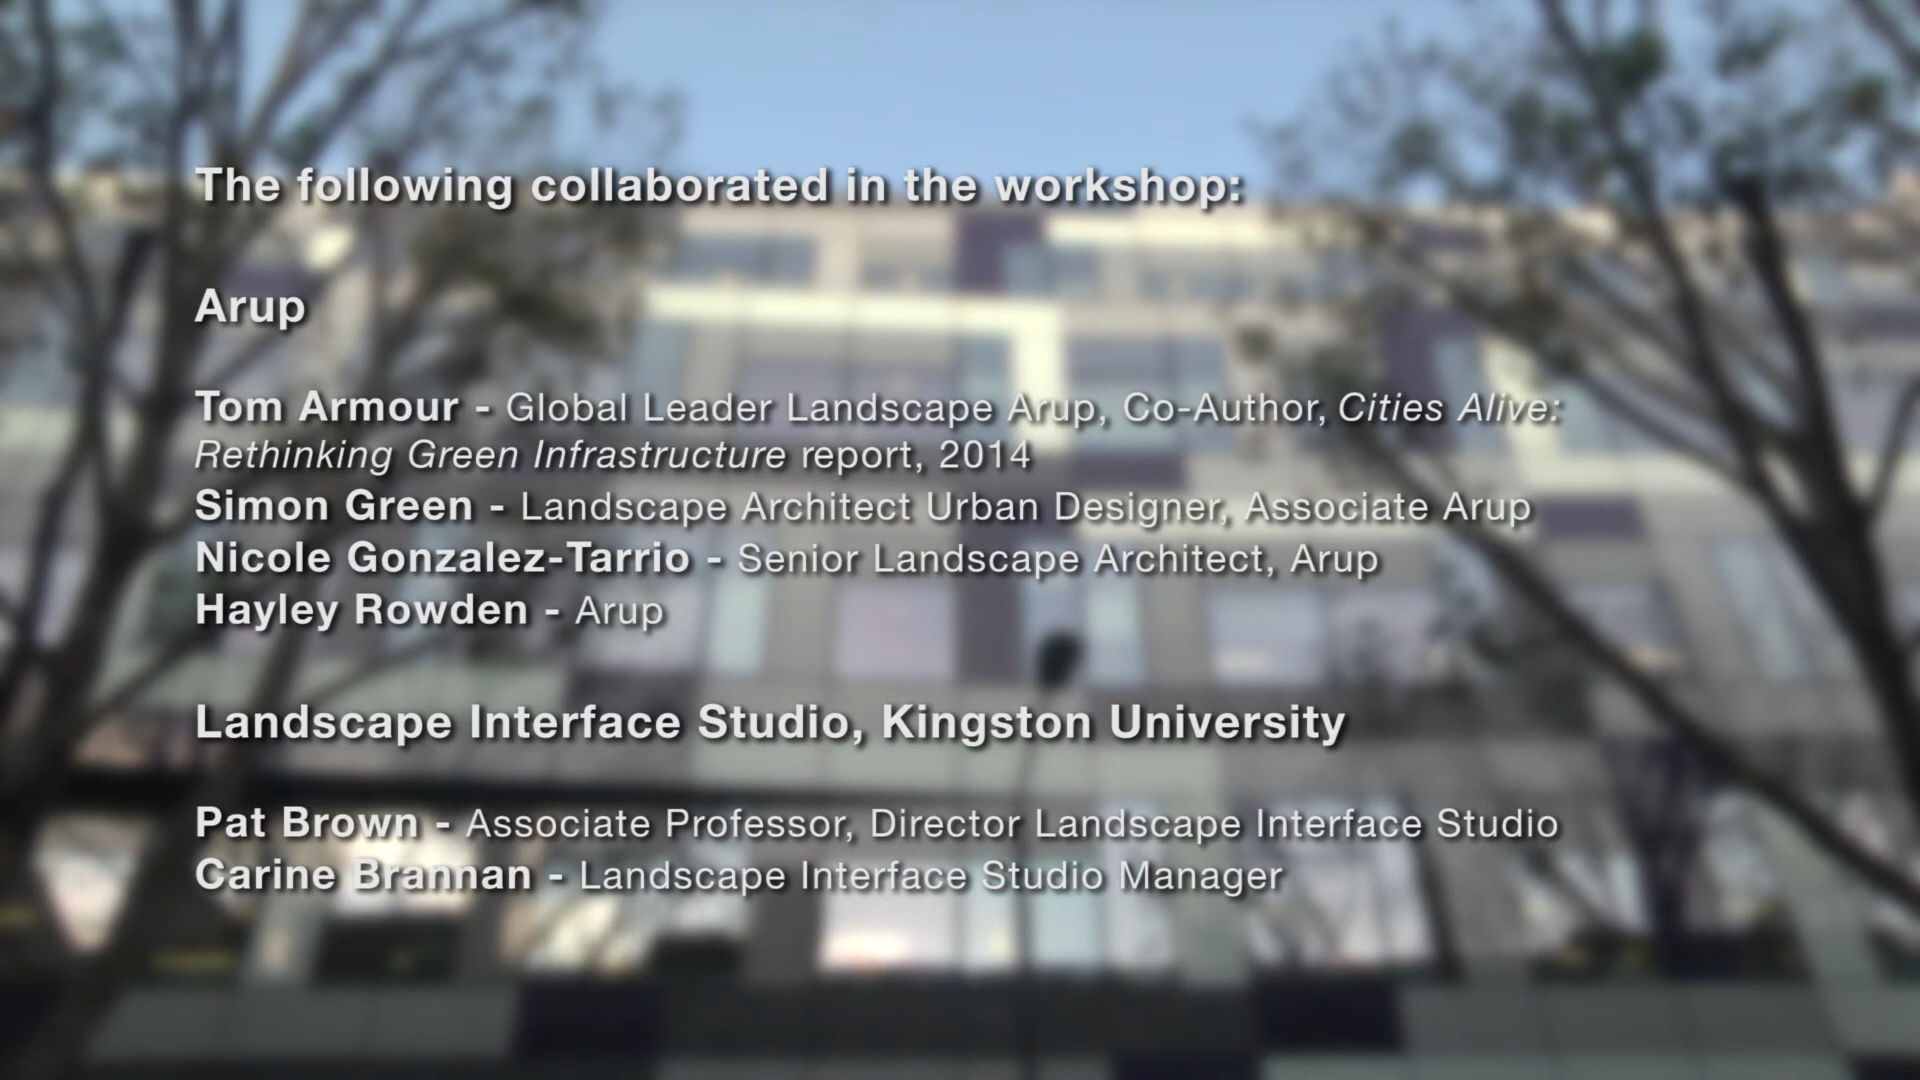 The following collaborated in the workshop:
Arup
Tom Armour - Global Leader Landscape Arup, Co-Author, Cities Alive:
Rethinking Green Infrastructure report, 2014
Simon Green - Landscape Architect Urban Designer, Associate Arup
Nicole Gonzalez-Tarrio - Senior Landscape Architect, Arup
Hayley Rowden - Arup
Landscape Interface Studio, Kingston University
Pat Brown - Associate Professor, Director Landscape Interface Studio
Carine Brannan - Landscape Interface Studio Manager